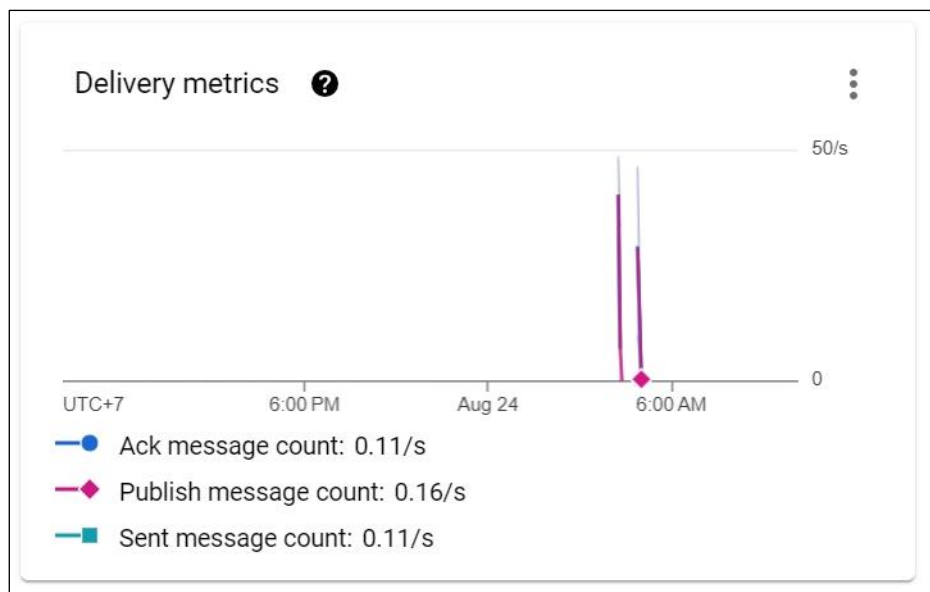 Delivery metrics ?
50/s
0
UTC+7 6:00 PM Aug 24 6:00 AM
Ack message count: 0.11/s
Publish message count: 0.16/s
Sent message count: 0.11/s